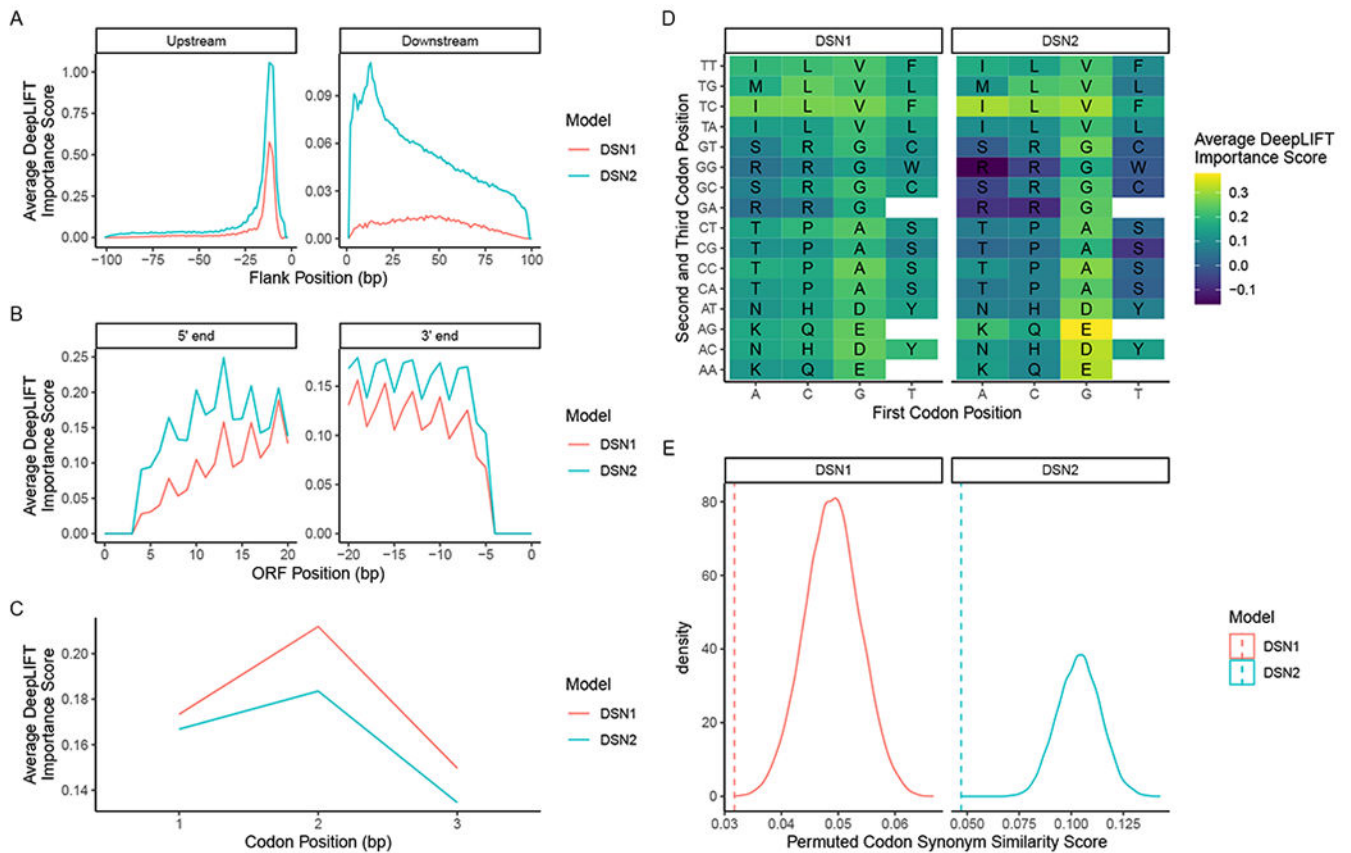 A
Upstream
Downstream
Average DeepLIFT
Importance Score
1.00
0.75
0.50
0.25
0.00
0.09
0.06
0.03
0.00
−100
−75
−50
−25
0
0
25
50
75
100
Flank Position (bp)
Model
DSN1
DSN2
B
5' end
3' end
Average DeepLIFT
Importance Score
0.25
0.20
0.15
0.10
0.05
0.00
0.15
0.10
0.05
0.00
0
5
10
15
20
−20
−15
−10
−5
0
ORF Position (bp)
Model
DSN1
DSN2
C
Average DeepLIFT
Importance Score
0.20
0.18
0.16
0.14
1
2
3
Codon Position (bp)
Model
DSN1
DSN2
D
DSN1
DSN2
Second and Third Codon Position
TT I L V F I L V F
TG M L V L M L V L
TC I L V F I L V F
TA I L V L I L V L
GT S R G C S R G C
GG R R G W R R G W
GC S R G C S R G C
GA R R G R R G
CT T P A S T P A S
CG T P A S T P A S
CC T P A S T P A S
CA T P A S T P A S
AT N H D Y N H D Y
AG K Q E K Q E
AC N H D Y N H D Y
AA K Q E K Q E
A C G T A C G T
First Codon Position
Average DeepLIFT
Importance Score
0.3
0.2
0.1
0.0
−0.1
E
DSN1
DSN2
density
80
60
40
20
0
0.03
0.04
0.05
0.06
0.050
0.075
0.100
0.125
Permuted Codon Synonym Similarity Score
Model
DSN1
DSN2